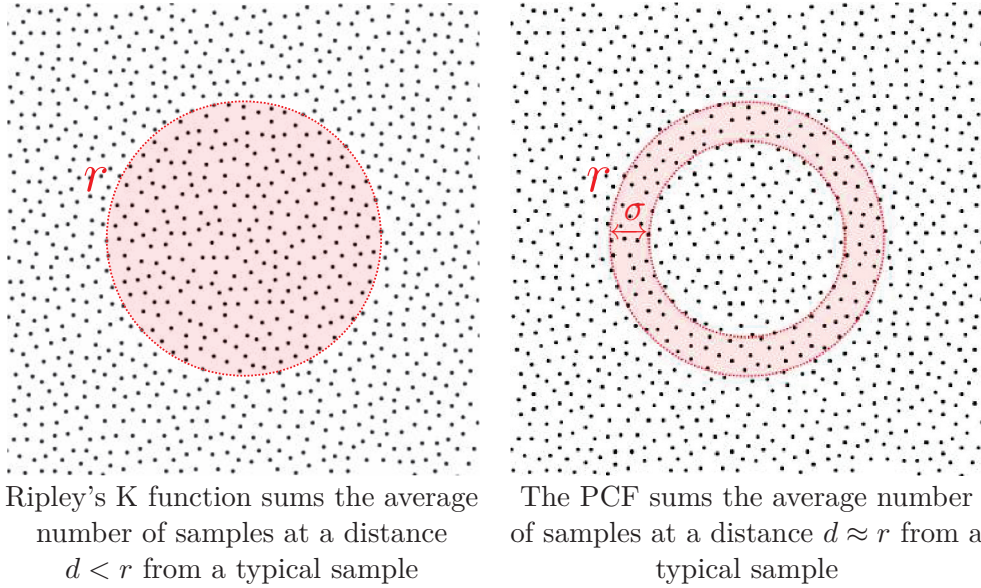 r
r
σ
Ripley's K function sums the average
number of samples at a distance
d < r from a typical sample
The PCF sums the average number
of samples at a distance d ≈ r from a
typical sample